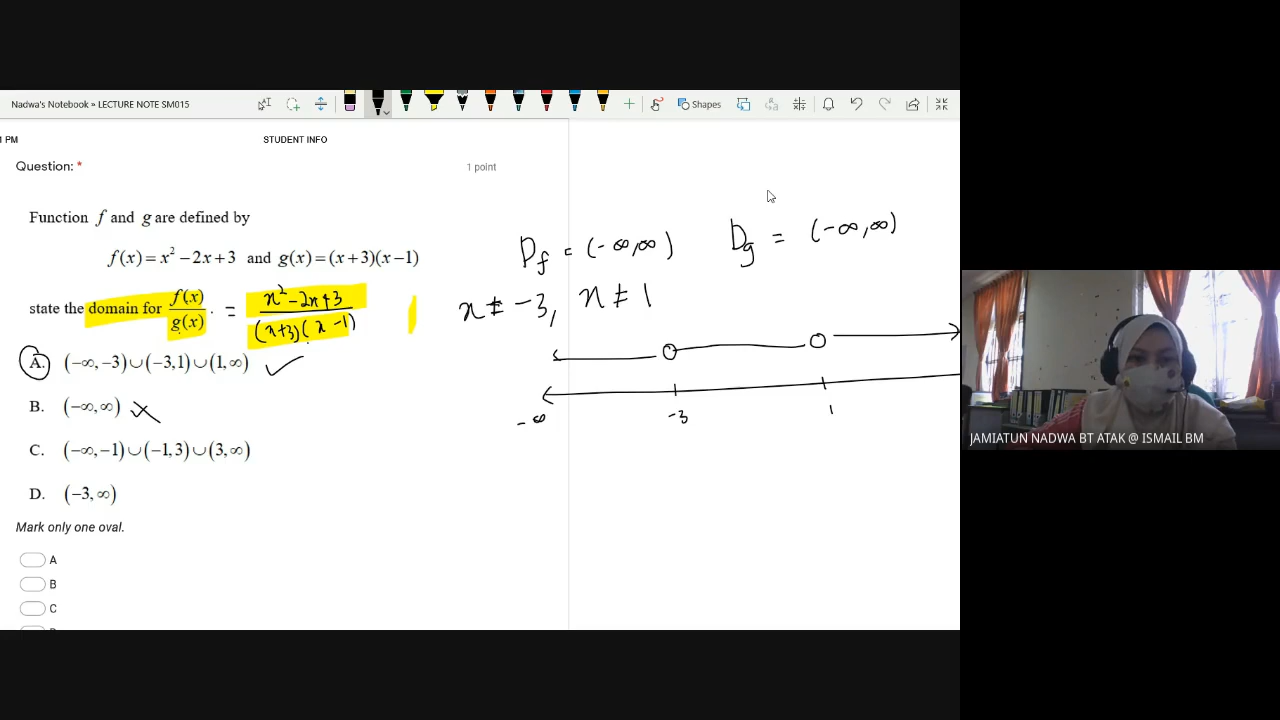 Nadwa's Notebook » LECTURE NOTE SM015
Shapes
PM
STUDENT INFO
Question: *
1 point
Function f and g are defined by
f(x) = x² − 2x + 3 and g(x) = (x+3)(x−1)
state the domain for f(x)/g(x) . = x² − 2x + 3 / (x+3)(x − 1)
A. (−∞,−3)∪(−3,1)∪(1,∞) ✓
B. (−∞,∞) ✗
C. (−∞,−1)∪(−1,3)∪(3,∞)
D. (−3,∞)
Mark only one oval.
A
B
C
D_f = (-∞,∞)
D_g = (-∞,∞)
x ≠ -3, x ≠ 1
-∞ -3 1
JAMIATUN NADWA BT ATAK @ ISMAIL BM